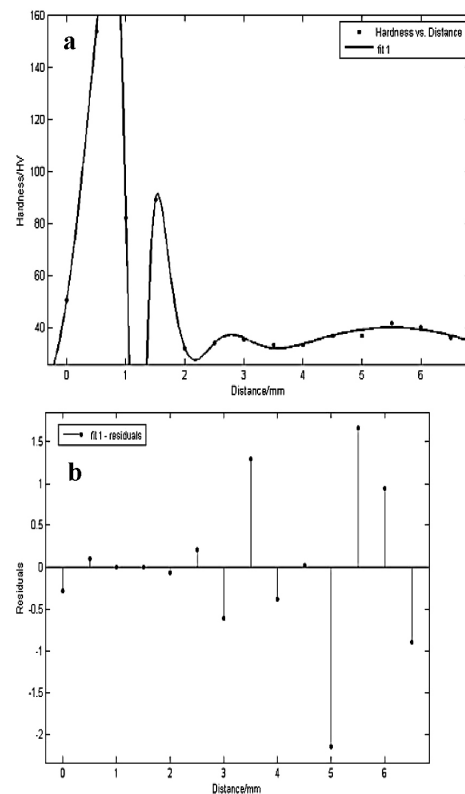 a
Hardness vs. Distance
fit 1
160
140
120
100
80
60
40
Hardness/HV
0 1 2 3 4 5 6
Distance/mm
b
fit 1 - residuals
1.5
1
0.5
0
-0.5
-1
-1.5
-2
Residuals
0 1 2 3 4 5 6
Distance/mm